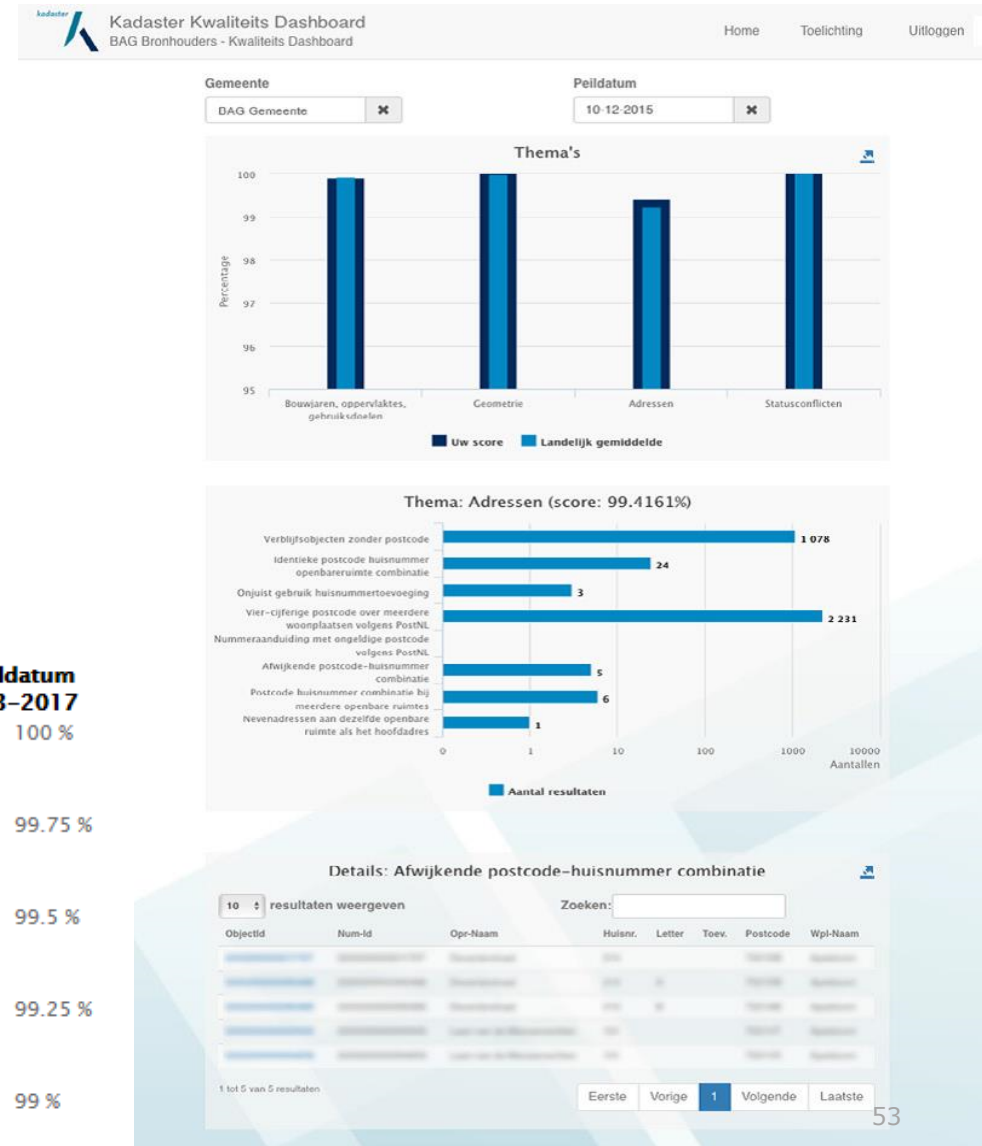 kadaster
Kadaster Kwaliteits Dashboard
BAG Bronhouders - Kwaliteits Dashboard
Home Toelichting Uitloggen
Gemeente Peildatum
BAG Gemeente 10-12-2015
Thema's
Percentage
100
99
98
97
96
95
Bouwjaren, oppervlaktes,
gebruiksdoelen
Geometrie
Adressen
Statusconflicten
Uw score Landelijk gemiddelde
Thema: Adressen (score: 99.4161%)
Verblijfsobjecten zonder postcode 1 078
Identieke postcode huisnummer
openbareruimte combinatie 24
Onjuist gebruik huisnummertoevoeging 3
Vier-cijferige postcode over meerdere
woonplaatsen volgens PostNL 2 231
Nummeraanduiding met ongeldige postcode
volgens PostNL
Afwijkende postcode-huisnummer
combinatie 5
Postcode huisnummer combinatie bij
meerdere openbare ruimtes 6
Nevenadressen aan dezelfde openbare
ruimte als het hoofdadres 1
0 1 10 100 1000 10000
Aantallen
Aantal resultaten
ldatum
3-2017
100 %
99.75 %
99.5 %
99.25 %
99 %
Details: Afwijkende postcode-huisnummer combinatie
10 resultaten weergeven Zoeken:
ObjectId Num-Id Opr-Naam Huisnr. Letter Toev. Postcode Wpl-Naam
1 tot 5 van 5 resultaten
Eerste Vorige 1 Volgende Laatste
53